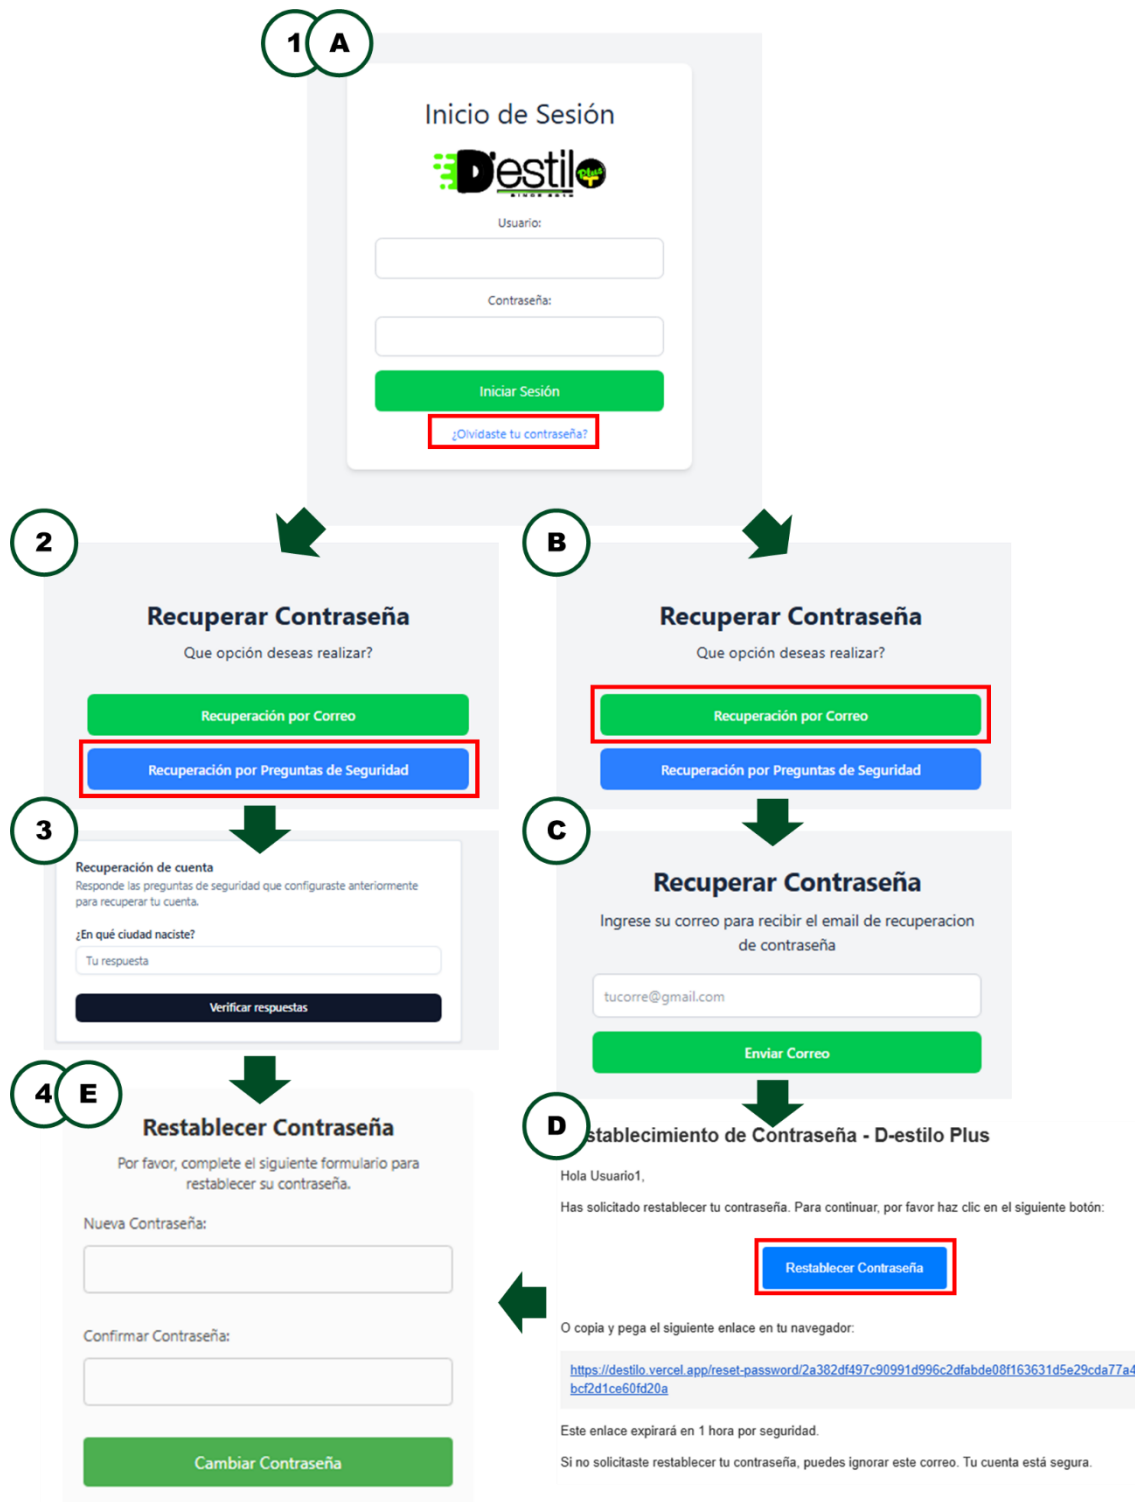 1 A
Inicio de Sesión
D'estilo Plus
SINCE 2012
Usuario:
Contraseña:
Iniciar Sesión
¿Olvidaste tu contraseña?
2
Recuperar Contraseña
Que opción deseas realizar?
Recuperación por Correo
Recuperación por Preguntas de Seguridad
B
Recuperar Contraseña
Que opción deseas realizar?
Recuperación por Correo
Recuperación por Preguntas de Seguridad
3
Recuperación de cuenta
Responde las preguntas de seguridad que configuraste anteriormente
para recuperar tu cuenta.
¿En qué ciudad naciste?
Tu respuesta
Verificar respuestas
C
Recuperar Contraseña
Ingrese su correo para recibir el email de recuperacion
de contraseña
tucorre@gmail.com
Enviar Correo
4 E
Restablecer Contraseña
Por favor, complete el siguiente formulario para
restablecer su contraseña.
Nueva Contraseña:
Confirmar Contraseña:
Cambiar Contraseña
D
stablecimiento de Contraseña - D-estilo Plus
Hola Usuario1,
Has solicitado restablecer tu contraseña. Para continuar, por favor haz clic en el siguiente botón:
Restablecer Contraseña
O copia y pega el siguiente enlace en tu navegador:
https://destilo.vercel.app/reset-password/2a382df497c90991d996c2dfabde08f163631d5e29cda77a4
bcf2d1ce60fd20a
Este enlace expirará en 1 hora por seguridad.
Si no solicitaste restablecer tu contraseña, puedes ignorar este correo. Tu cuenta está segura.